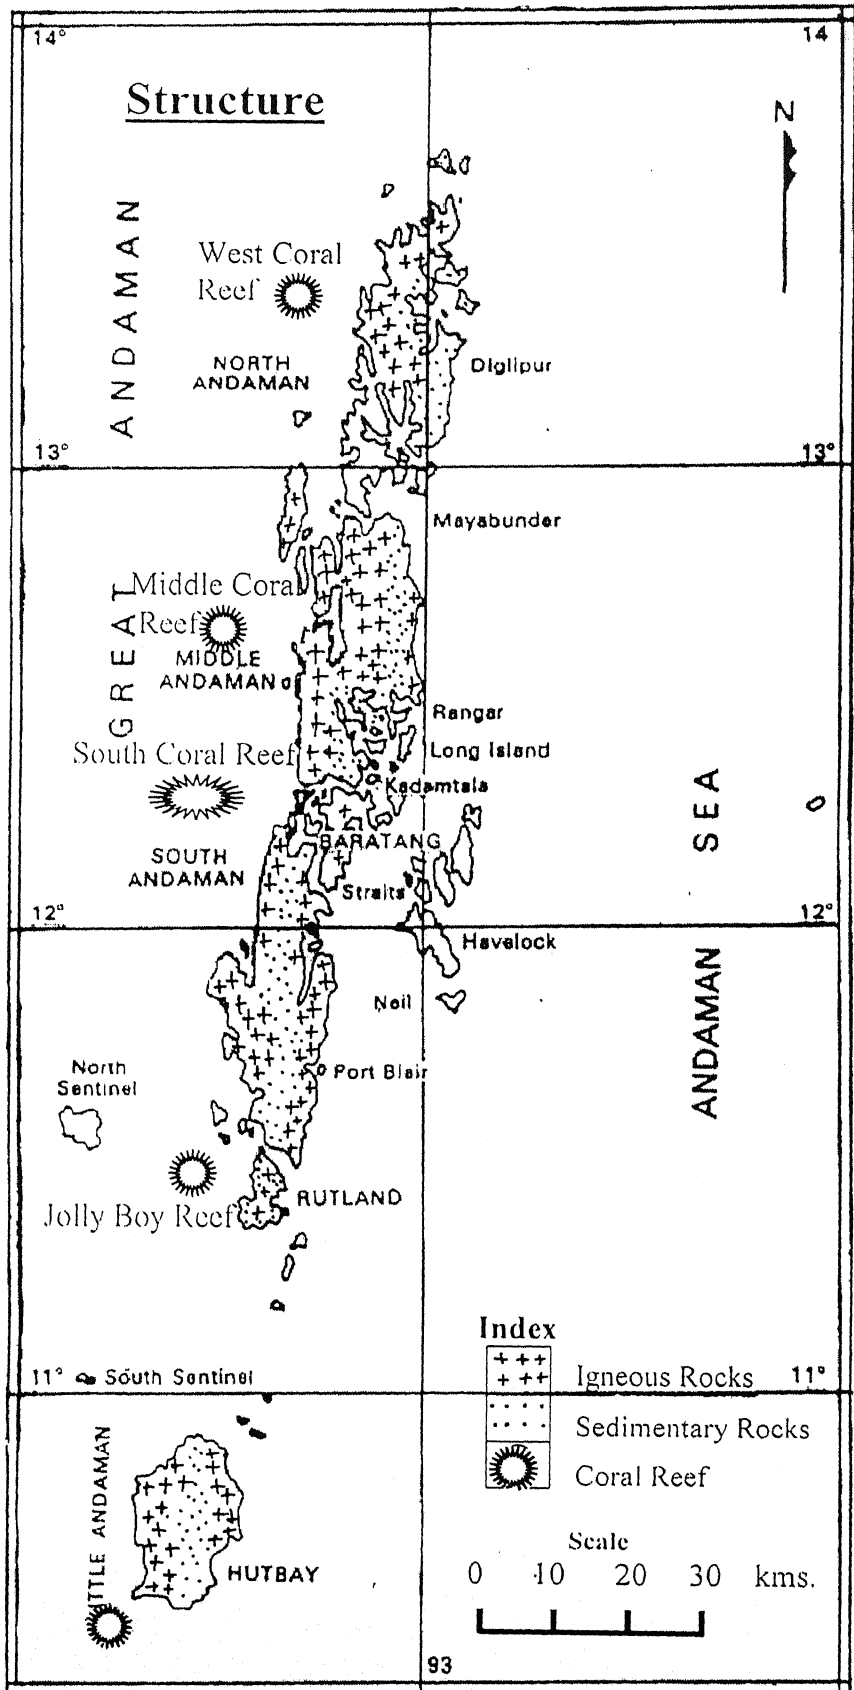 14°
14
Structure
N
West Coral
Reef
NORTH
ANDAMAN
Diglipur
GREAT ANDAMAN
13°
13°
Mayabunder
Middle Coral
Reef
MIDDLE
ANDAMAN
Rangar
Long Island
South Coral Reef
Kadamtala
BARATANG
SOUTH
ANDAMAN
Straits
12°
12°
Havelock
Neil
ANDAMAN SEA
North
Sentinel
Port Blair
Jolly Boy Reef
RUTLAND
11°
South Sentinel
11°
Index
Igneous Rocks
Sedimentary Rocks
Coral Reef
ITTLE ANDAMAN
HUTBAY
Scale
0 10 20 30 kms.
93